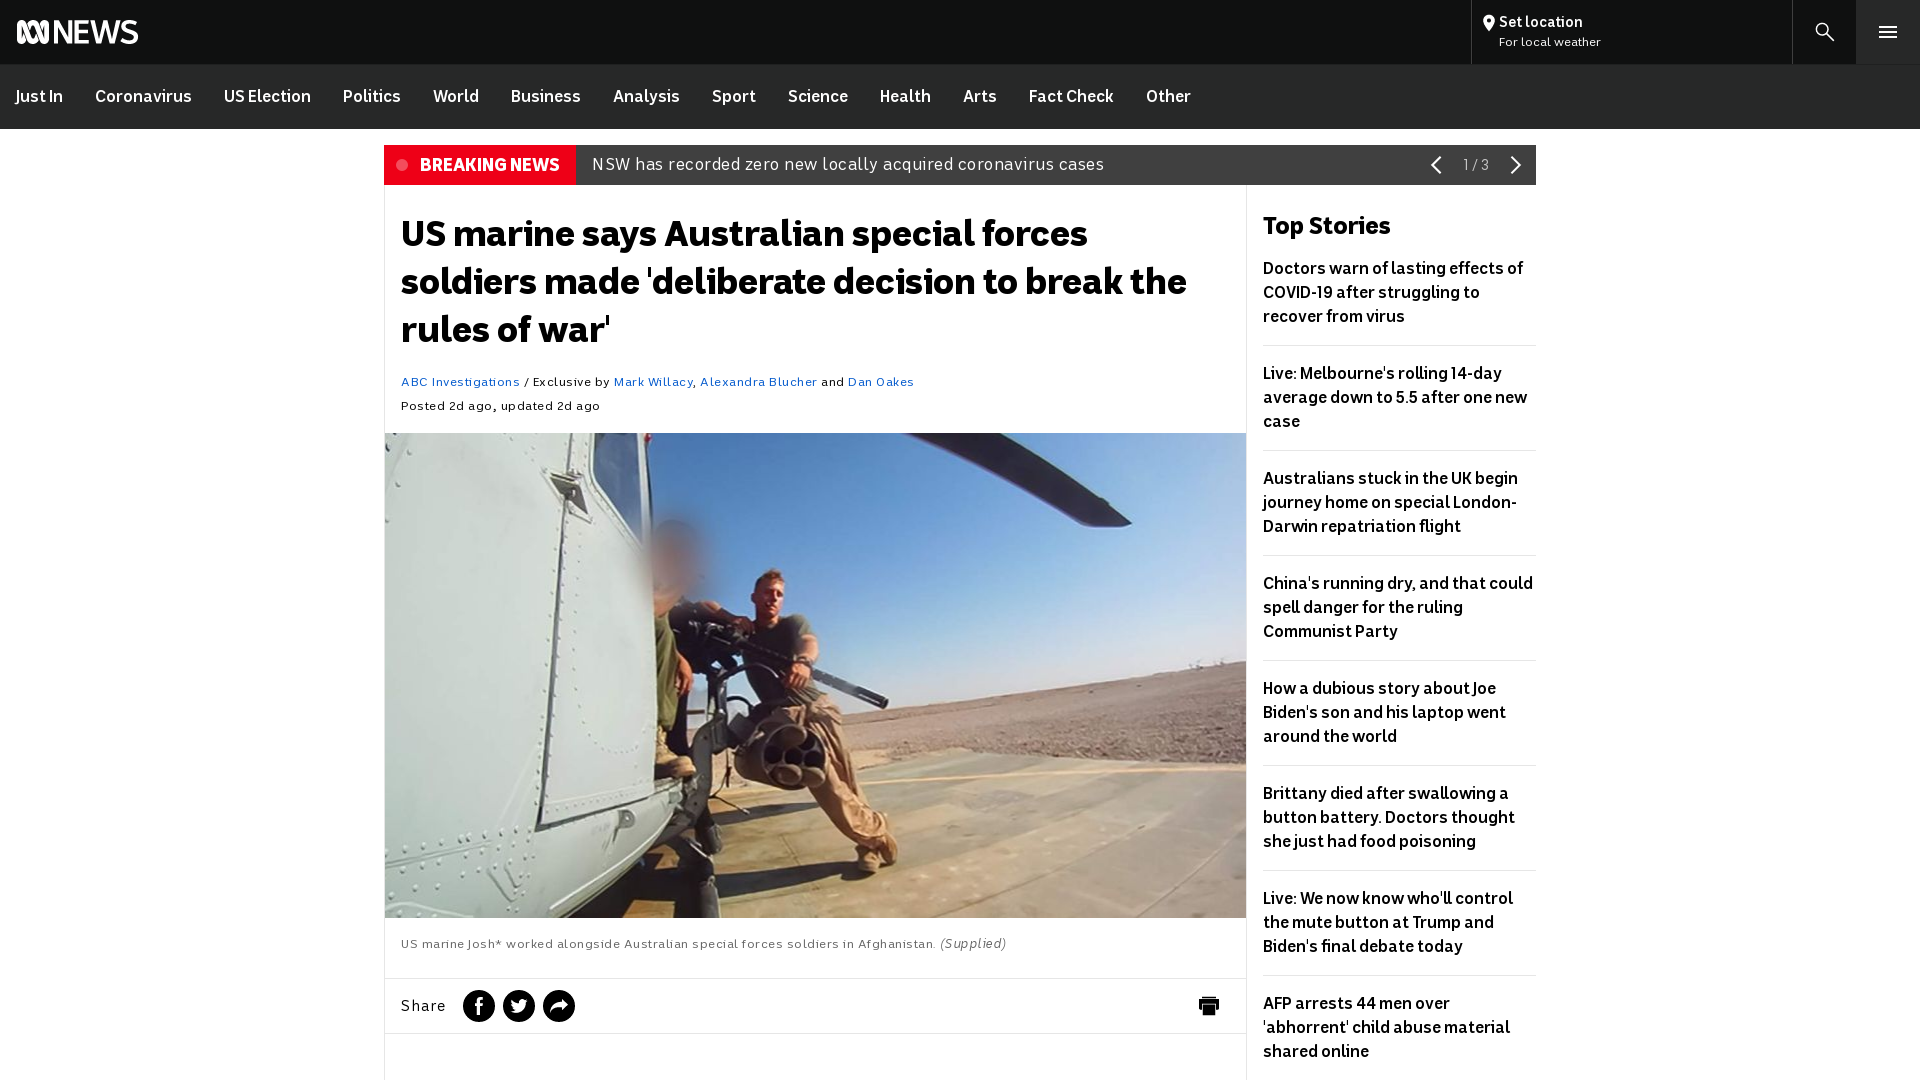 NEWS
Set location
For local weather
Just In
Coronavirus
US Election
Politics
World
Business
Analysis
Sport
Science
Health
Arts
Fact Check
Other
BREAKING NEWS
NSW has recorded zero new locally acquired coronavirus cases
1 / 3
US marine says Australian special forces
soldiers made 'deliberate decision to break the
rules of war'
ABC Investigations / Exclusive by Mark Willacy, Alexandra Blucher and Dan Oakes
Posted 2d ago, updated 2d ago
US marine Josh* worked alongside Australian special forces soldiers in Afghanistan. (Supplied)
Share
Top Stories
Doctors warn of lasting effects of
COVID-19 after struggling to
recover from virus
Live: Melbourne's rolling 14-day
average down to 5.5 after one new
case
Australians stuck in the UK begin
journey home on special London-
Darwin repatriation flight
China's running dry, and that could
spell danger for the ruling
Communist Party
How a dubious story about Joe
Biden's son and his laptop went
around the world
Brittany died after swallowing a
button battery. Doctors thought
she just had food poisoning
Live: We now know who'll control
the mute button at Trump and
Biden's final debate today
AFP arrests 44 men over
'abhorrent' child abuse material
shared online